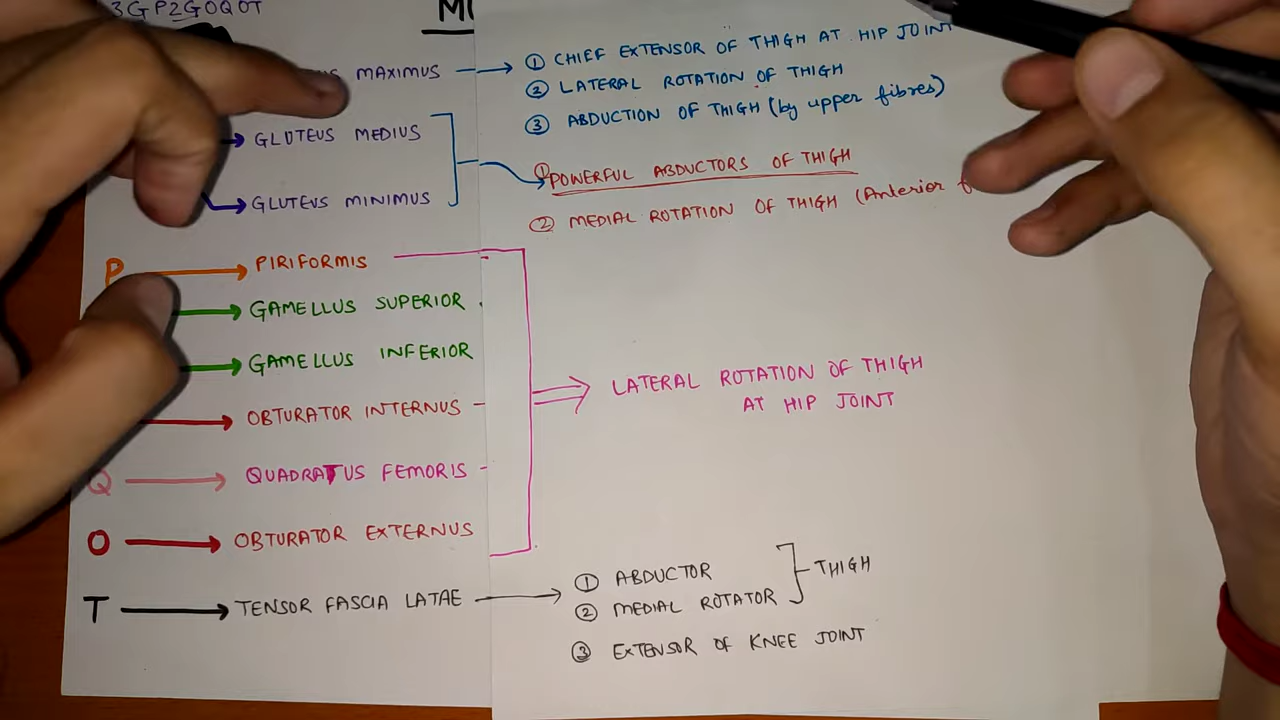 3GP2GOQOT
MAXIMUS
① CHIEF EXTENSOR OF THIGH AT HIP JOINT
② LATERAL ROTATION OF THIGH
③ ABDUCTION OF THIGH (by upper fibres)
GLUTEUS MEDIUS
GLUTEUS MINIMUS
① POWERFUL ABDUCTORS OF THIGH
② MEDIAL ROTATION OF THIGH (Anterior
P PIRIFORMIS
GAMELLUS SUPERIOR
GAMELLUS INFERIOR
OBTURATOR INTERNUS
Q QUADRATUS FEMORIS
O OBTURATOR EXTERNUS
LATERAL ROTATION OF THIGH
AT HIP JOINT
T TENSOR FASCIA LATAE
① ABDUCTOR
② MEDIAL ROTATOR
THIGH
③ EXTENSOR OF KNEE JOINT